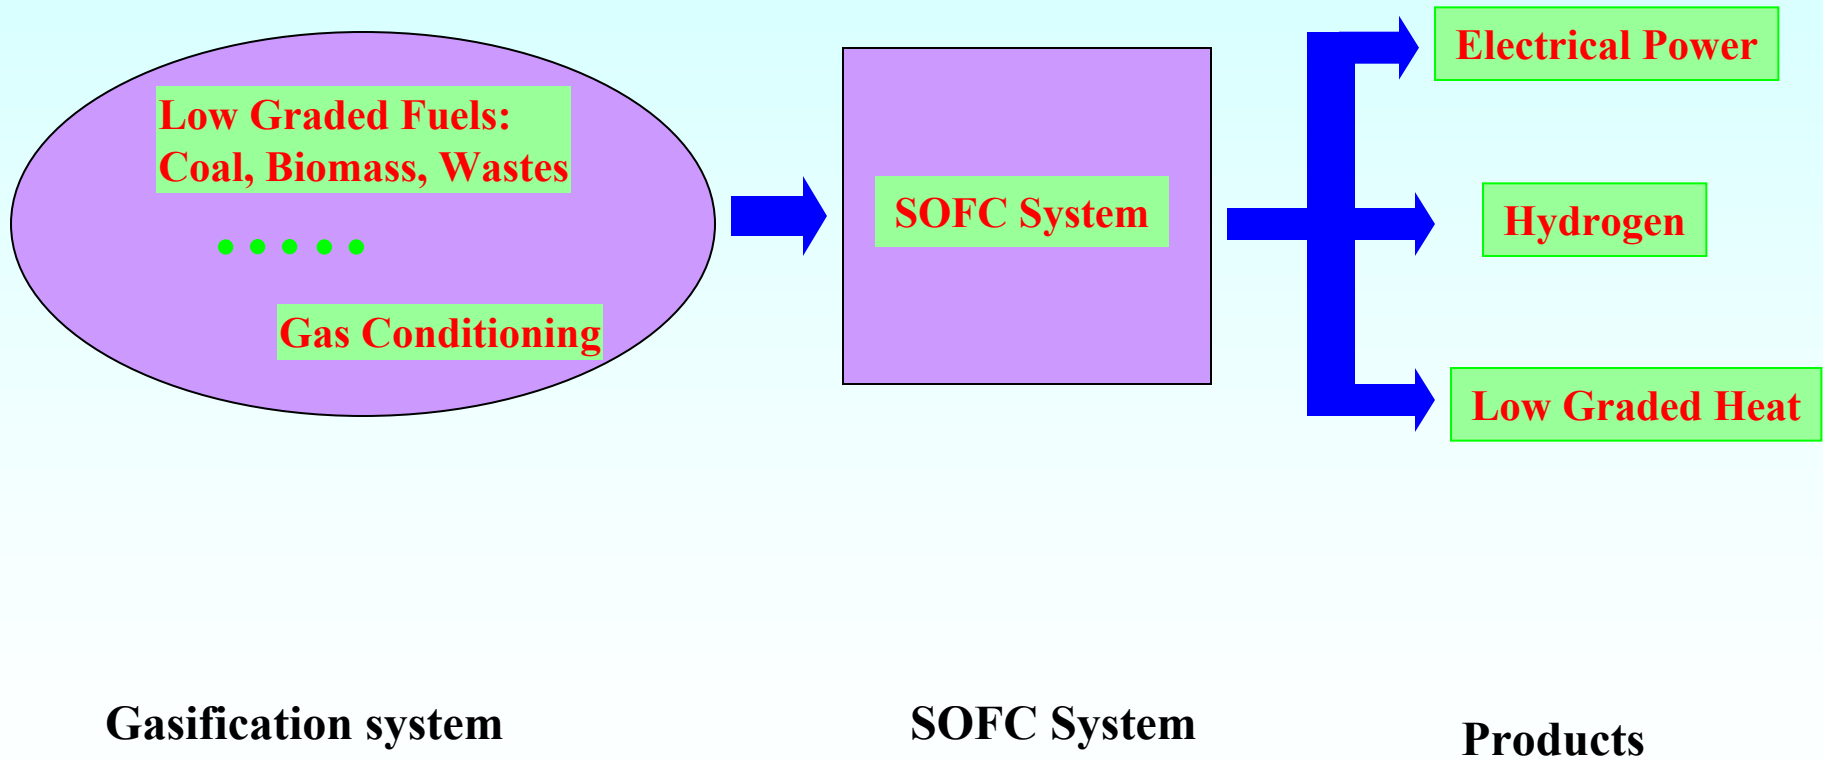 Low Graded Fuels:
Coal, Biomass, Wastes
Gas Conditioning
SOFC System
Electrical Power
Hydrogen
Low Graded Heat
Gasification system
SOFC System
Products